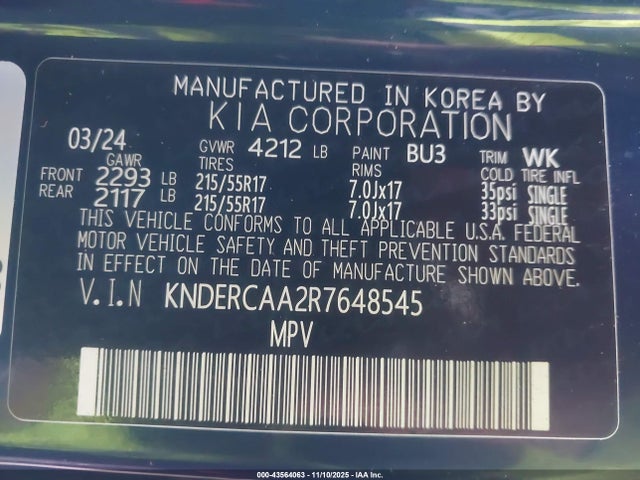 MANUFACTURED IN KOREA BY
KIA CORPORATION
03/24 GVWR 4212 LB PAINT BU3 TRIM WK
GAWR TIRES RIMS COLD TIRE INFL
FRONT 2293 LB 215/55R17 7.0Jx17 35psi SINGLE
REAR 2117 LB 215/55R17 7.0Jx17 33psi SINGLE
THIS VEHICLE CONFORMS TO ALL APPLICABLE U.S.A. FEDERAL
MOTOR VEHICLE SAFETY AND THEFT PREVENTION STANDARDS
IN EFFECT ON THE DATE OF MANUFACTURE SHOWN ABOVE.
V.I.N KNDERCAA2R7648545
MPV
000-43564063 - 11/10/2025 - IAA Inc.